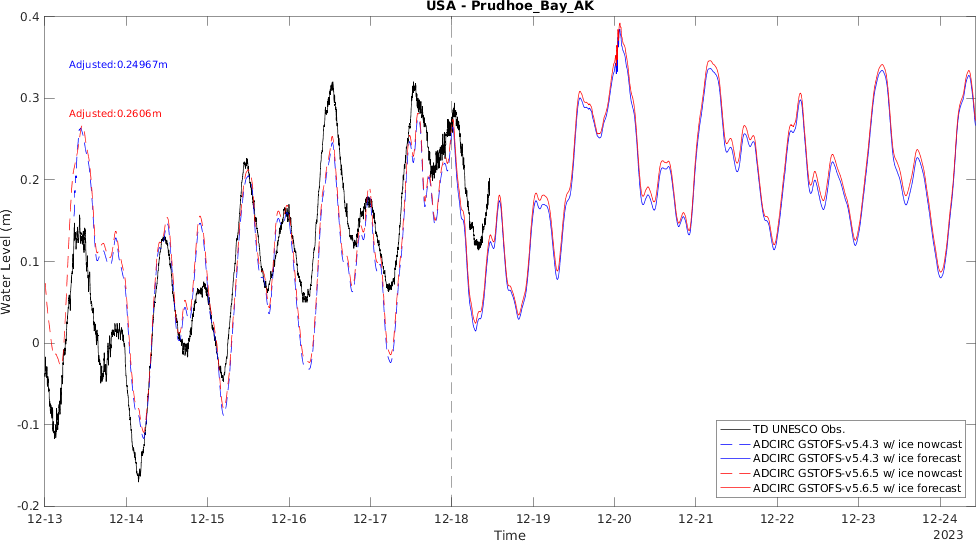 USA - Prudhoe_Bay_AK
0.4
0.3
0.2
0.1
0
-0.1
-0.2
Water Level (m)
Adjusted:0.24967m
Adjusted:0.2606m
TD UNESCO Obs.
ADCIRC GSTOFS-v5.4.3 w/ ice nowcast
ADCIRC GSTOFS-v5.4.3 w/ ice forecast
ADCIRC GSTOFS-v5.6.5 w/ ice nowcast
ADCIRC GSTOFS-v5.6.5 w/ ice forecast
12-13 12-14 12-15 12-16 12-17 12-18 12-19 12-20 12-21 12-22 12-23 12-24
Time
2023